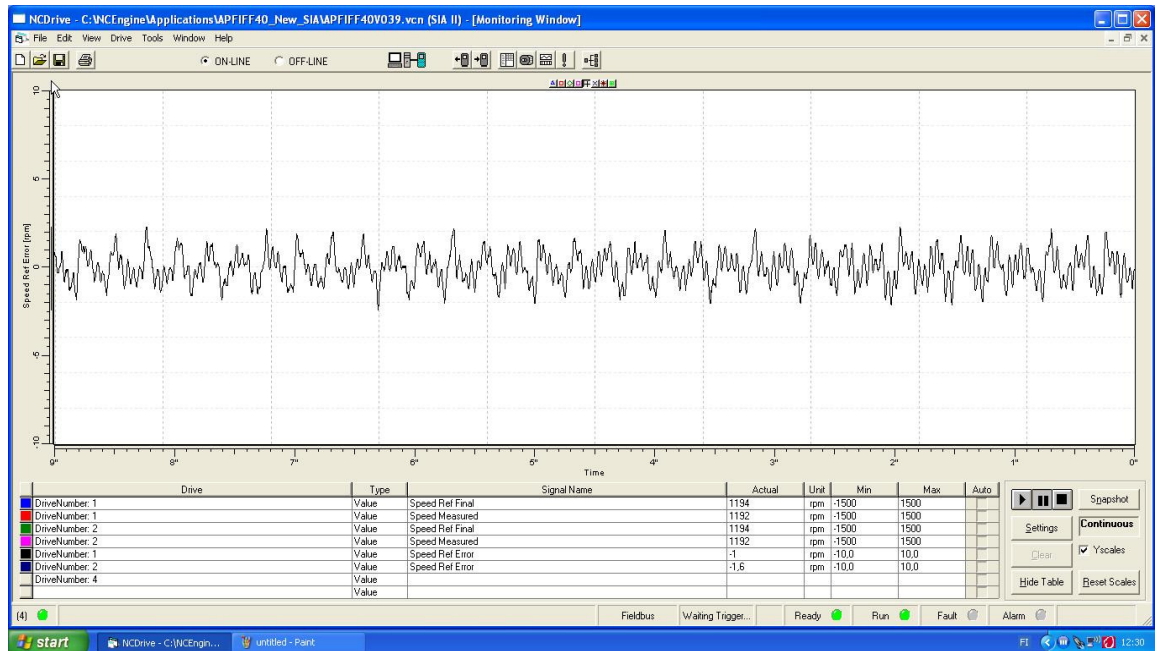 NCDrive - C:\NCEngine\Applications\APFIFF40_New_SIA\APFIFF40V039.vcn (SIA II) - [Monitoring Window]
File Edit View Drive Tools Window Help
ON-LINE OFF-LINE
10
5
0
-5
-10
Speed Ref Error [rpm]
9" 8" 7" 6" 5" 4" 3" 2" 1" 0"
Time
Drive Type Signal Name Actual Unit Min Max Auto
DriveNumber: 1 Value Speed Ref Final 1194 rpm -1500 1500
DriveNumber: 1 Value Speed Measured 1192 rpm -1500 1500
DriveNumber: 2 Value Speed Ref Final 1194 rpm -1500 1500
DriveNumber: 2 Value Speed Measured 1192 rpm -1500 1500
DriveNumber: 1 Value Speed Ref Error -1 rpm -10,0 10,0
DriveNumber: 2 Value Speed Ref Error -1,6 rpm -10,0 10,0
DriveNumber: 4 Value
Value
Snapshot
Settings Continuous
Clear Yscales
Hide Table Reset Scales
(4) Fieldbus Waiting Trigger... Ready Run Fault Alarm
start NCDrive - C:\NCEngin... untitled - Paint FI 12:30